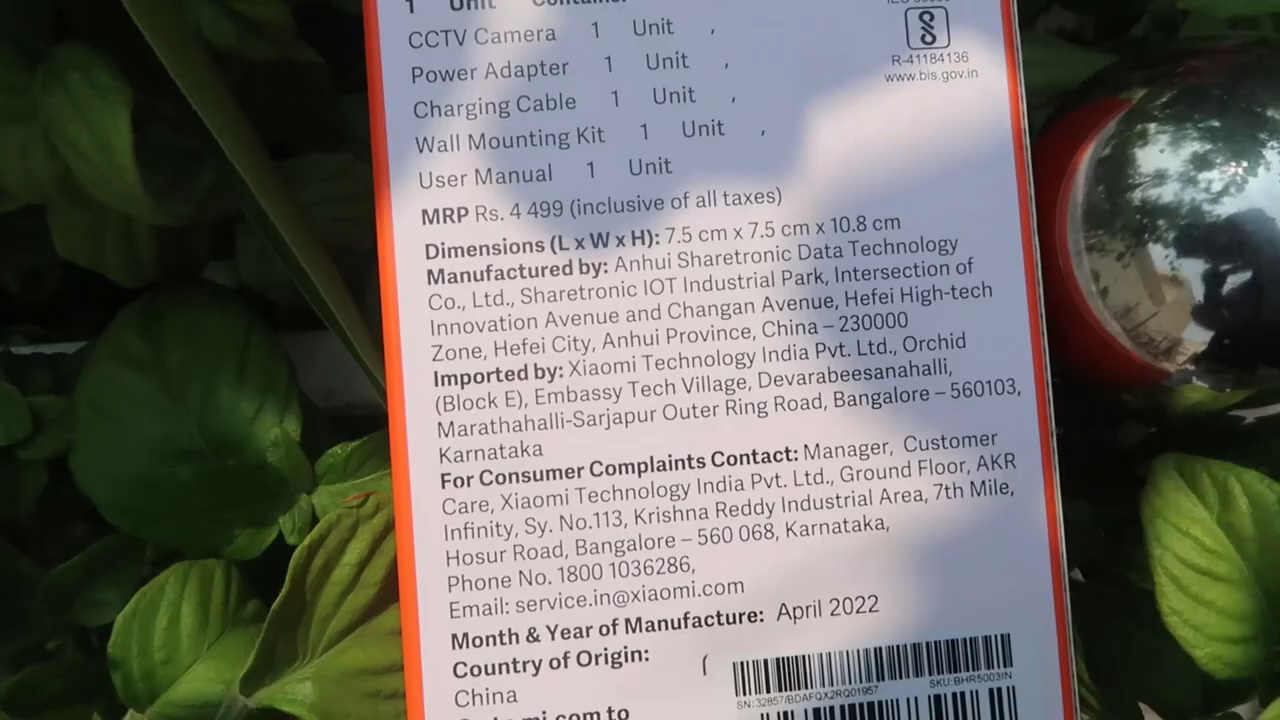 1 Unit Contains:
CCTV Camera 1 Unit ,
Power Adapter 1 Unit ,
Charging Cable 1 Unit ,
Wall Mounting Kit 1 Unit ,
User Manual 1 Unit
R-41184136
www.bis.gov.in
MRP Rs. 4 499 (inclusive of all taxes)
Dimensions (L x W x H): 7.5 cm x 7.5 cm x 10.8 cm
Manufactured by: Anhui Sharetronic Data Technology
Co., Ltd., Sharetronic IOT Industrial Park, Intersection of
Innovation Avenue and Changan Avenue, Hefei High-tech
Zone, Hefei City, Anhui Province, China – 230000
Imported by: Xiaomi Technology India Pvt. Ltd., Orchid
(Block E), Embassy Tech Village, Devarabeesanahalli,
Marathahalli-Sarjapur Outer Ring Road, Bangalore – 560103,
Karnataka
For Consumer Complaints Contact: Manager, Customer
Care, Xiaomi Technology India Pvt. Ltd., Ground Floor, AKR
Infinity, Sy. No.113, Krishna Reddy Industrial Area, 7th Mile,
Hosur Road, Bangalore – 560 068, Karnataka,
Phone No. 1800 1036286,
Email: service.in@xiaomi.com
Month & Year of Manufacture: April 2022
Country of Origin:
China
SN:32857/BDAFQX2RQ01957 SKU:BHR5003IN